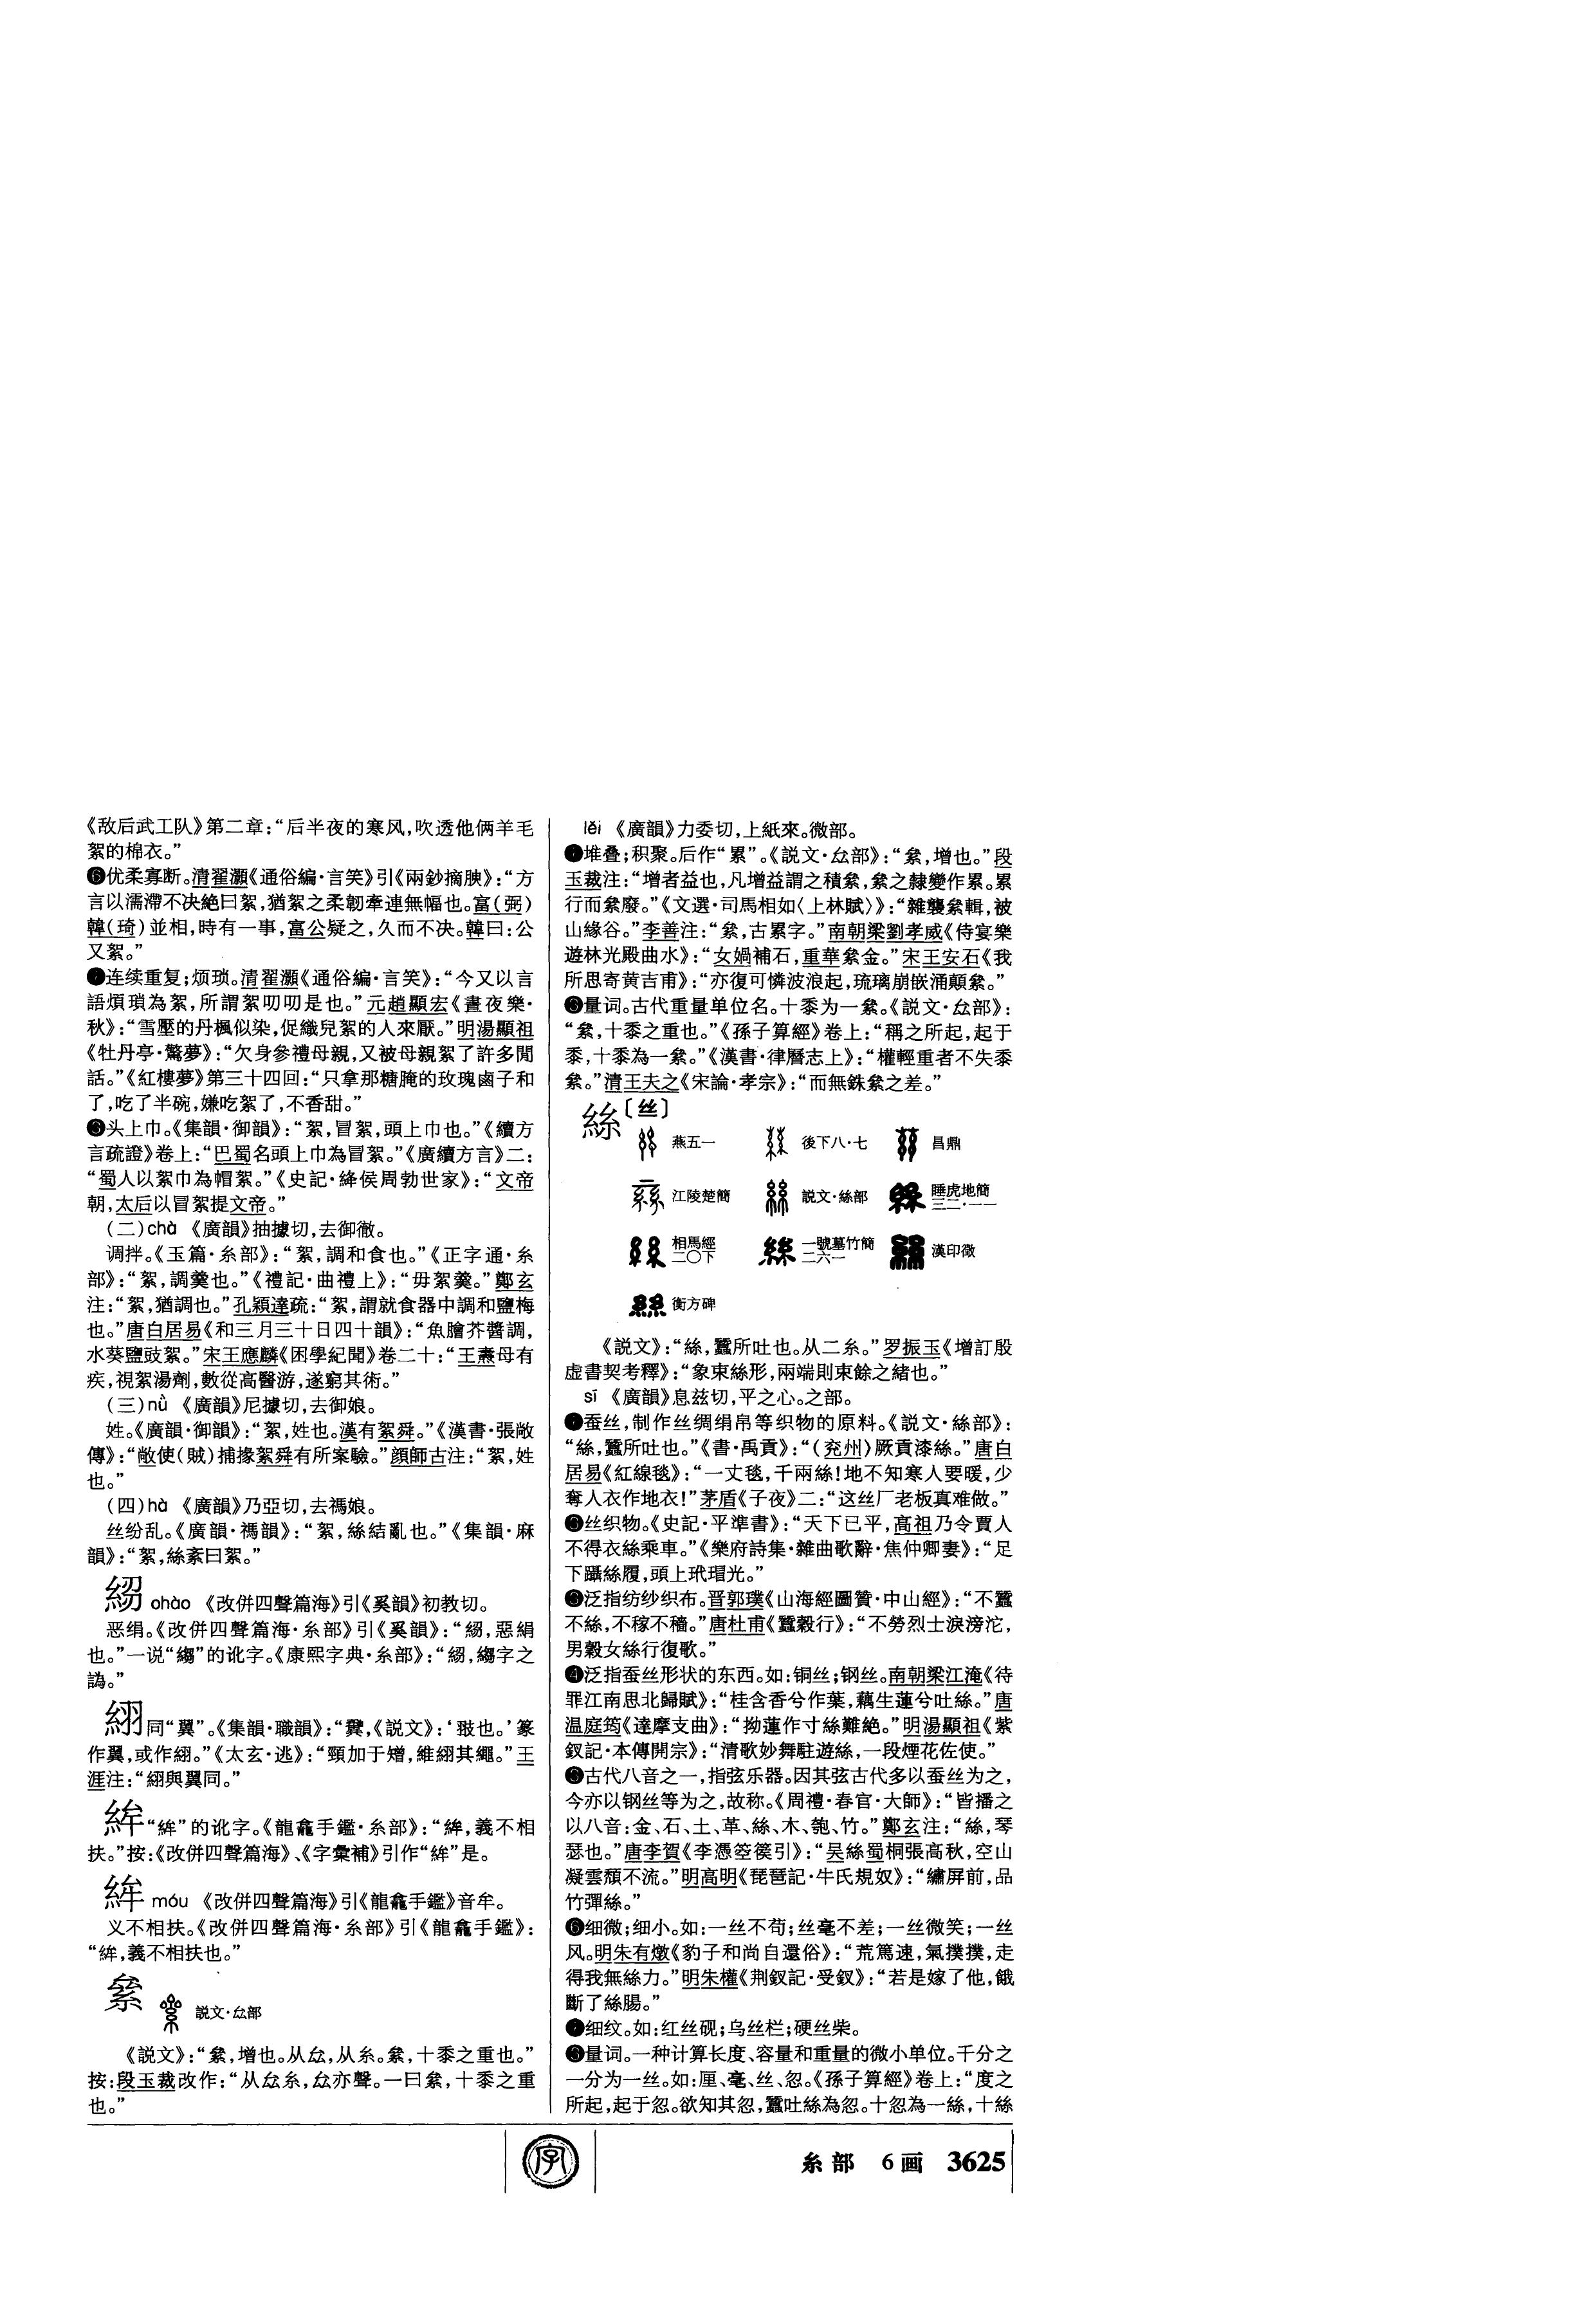 《敌后武工队》第二章：“后半夜的寒风，吹透他俩羊毛
絮的棉衣。”
❻优柔寡断。清翟灝《通俗編·言笑》引《兩鈔摘腴》：“方
言以濡滯不决絶曰絮，猶絮之柔韌牽連無幅也。富（弼）
韓（琦）並相，時有一事，富公疑之，久而不决。韓曰：公
又絮。”
❼连续重复；烦琐。清翟灝《通俗編·言笑》：“今又以言
語煩瑣為絮，所謂絮叨叨是也。”元趙顯宏《晝夜樂·
秋》：“雪壓的丹楓似染，促織兒絮的人來厭。”明湯顯祖
《牡丹亭·驚夢》：“欠身參禮母親，又被母親絮了許多閒
話。”《紅樓夢》第三十四回：“只拿那糖腌的玫瑰鹵子和
了，吃了半碗，嫌吃絮了，不香甜。”
❽头上巾。《集韻·御韻》：“絮，冒絮，頭上巾也。”《續方
言疏證》卷上：“巴蜀名頭上巾為冒絮。”《廣續方言》二：
“蜀人以絮巾為帽絮。”《史記·絳侯周勃世家》：“文帝
朝，太后以冒絮提文帝。”
（二）chù 《廣韻》抽據切，去御徹。
调拌。《玉篇·糸部》：“絮，調和食也。”《正字通·糸
部》：“絮，調羹也。”《禮記·曲禮上》：“毋絮羹。”鄭玄
注：“絮，猶調也。”孔穎達疏：“絮，謂就食器中調和鹽梅
也。”唐白居易《和三月三十日四十韻》：“魚膾芥醬調，
水葵鹽豉絮。”宋王應麟《困學紀聞》卷二十：“王燾母有
疾，視絮湯劑，數從高醫游，遂窮其術。”
（三）nǜ 《廣韻》尼據切，去御娘。
姓。《廣韻·御韻》：“絮，姓也。漢有絮舜。”《漢書·張敞
傳》：“敞使（賊）捕掾絮舜有所案驗。”顔師古注：“絮，姓
也。”
（四）nà 《廣韻》乃亞切，去禡娘。
丝纷乱。《廣韻·禡韻》：“絮，絲結亂也。”《集韻·麻
韻》：“絮，絲紊曰絮。”
䊬 chào 《改併四聲篇海》引《奚韻》初教切。
恶绢。《改併四聲篇海·糸部》引《奚韻》：“，惡絹
也。”一说“縐”的讹字。《康熙字典·糸部》：“，縐字之
譌。”
䋚同“翼”。《集韻·職韻》：“䨼，《説文》：‘翄也。’篆
作翼，或作䋚。”《太玄·逃》：“頸加于矰，維䋚其繩。”王
涯注：“䋚與翼同。”
“䋷”的讹字。《龍龕手鑑·糸部》：“，義不相
扶。”按：《改併四聲篇海》、《字彙補》引作“”是。
móu 《改併四聲篇海》引《龍龕手鑑》音牟。
义不相扶。《改併四聲篇海·糸部》引《龍龕手鑑》：
“，義不相扶也。”
絫
説文·厽部
《説文》：“絫，增也。从厽，从糸。絫，十黍之重也。”
按：段玉裁改作：“从厽糸，厽亦聲。一曰絫，十黍之重
也。”
lěi 《廣韻》力委切，上紙來。微部。
❶堆叠；积聚。后作“累”。《説文·厽部》：“絫，增也。”段
玉裁注：“增者益也，凡增益謂之積絫，絫之隸變作累。累
行而絫廢。”《文選·司馬相如〈上林賦〉》：“雜襲絫輯，被
山緣谷。”李善注：“絫，古累字。”南朝梁劉孝威《侍宴樂
遊林光殿曲水》：“女媧補石，重華絫金。”宋王安石《我
所思寄黄吉甫》：“亦復可憐波浪起，琉璃崩嵌涌顛絫。”
❷量词。古代重量单位名。十黍为一絫。《説文·厽部》：
“絫，十黍之重也。”《孫子算經》卷上：“稱之所起，起于
黍，十黍為一絫。”《漢書·律曆志上》：“權輕重者不失黍
絫。”清王夫之《宋論·孝宗》：“而無銖絫之差。”
絲〔丝〕
燕五一 後下八·七 昌鼎
江陵楚簡 説文·絲部 睡虎地簡三二·一一
相馬經二〇下 一號墓竹簡二六一 漢印徵
衡方碑
《説文》：“絲，蠶所吐也。从二糸。”罗振玉《增訂殷
虛書契考釋》：“象束絲形，兩端則束餘之緒也。”
sī 《廣韻》息兹切，平之心。之部。
❶蚕丝，制作丝绸绢帛等织物的原料。《説文·絲部》：
“絲，蠶所吐也。”《書·禹貢》：“（兖州）厥貢漆絲。”唐白
居易《紅線毯》：“一丈毯，千兩絲！地不知寒人要暖，少
奪人衣作地衣！”茅盾《子夜》二：“这丝厂老板真难做。”
❷丝织物。《史記·平準書》：“天下已平，高祖乃令賈人
不得衣絲乘車。”《樂府詩集·雜曲歌辭·焦仲卿妻》：“足
下躡絲履，頭上玳瑁光。”
❸泛指纺纱织布。晋郭璞《山海經圖贊·中山經》：“不蠶
不絲，不稼不穡。”唐杜甫《蠶穀行》：“不勞烈士淚滂沱，
男穀女絲行復歌。”
❹泛指蚕丝形状的东西。如：铜丝；钢丝。南朝梁江淹《待
罪江南思北歸賦》：“桂含香兮作葉，藕生蓮兮吐絲。”唐
温庭筠《達摩支曲》：“拗蓮作寸絲難絶。”明湯顯祖《紫
釵記·本傳開宗》：“清歌妙舞駐遊絲，一段煙花佐使。”
❺古代八音之一，指弦乐器。因其弦古代多以蚕丝为之，
今亦以钢丝等为之，故称。《周禮·春官·大師》：“皆播之
以八音：金、石、土、革、絲、木、匏、竹。”鄭玄注：“絲，琴
瑟也。”唐李賀《李憑箜篌引》：“吴絲蜀桐張高秋，空山
凝雲頹不流。”明高明《琵琶記·牛氏規奴》：“繡屏前，品
竹彈絲。”
❻细微；细小。如：一丝不苟；丝毫不差；一丝微笑；一丝
风。明朱有燉《豹子和尚自還俗》：“荒篤速，氣撲撲，走
得我無絲力。”明朱權《荆釵記·受釵》：“若是嫁了他，餓
斷了絲腸。”
❼细纹。如：红丝砚；乌丝栏；硬丝柴。
❽量词。一种计算长度、容量和重量的微小单位。千分之
一分为一丝。如：厘、毫、丝、忽。《孫子算經》卷上：“度之
所起，起于忽。欲知其忽，蠶吐絲為忽。十忽為一絲，十絲
字
糸部 6画 3625